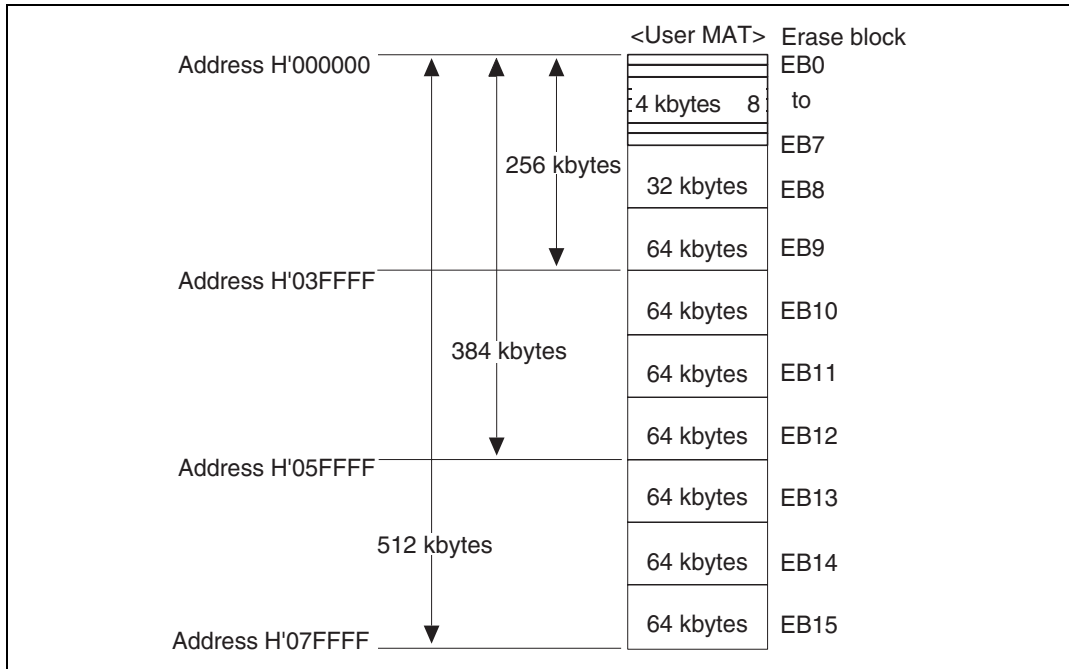 <User MAT> Erase block
Address H'000000
EB0
4 kbytes 8
to
EB7
256 kbytes
32 kbytes
EB8
64 kbytes
EB9
Address H'03FFFF
64 kbytes
EB10
384 kbytes
64 kbytes
EB11
64 kbytes
EB12
Address H'05FFFF
64 kbytes
EB13
512 kbytes
64 kbytes
EB14
64 kbytes
EB15
Address H'07FFFF